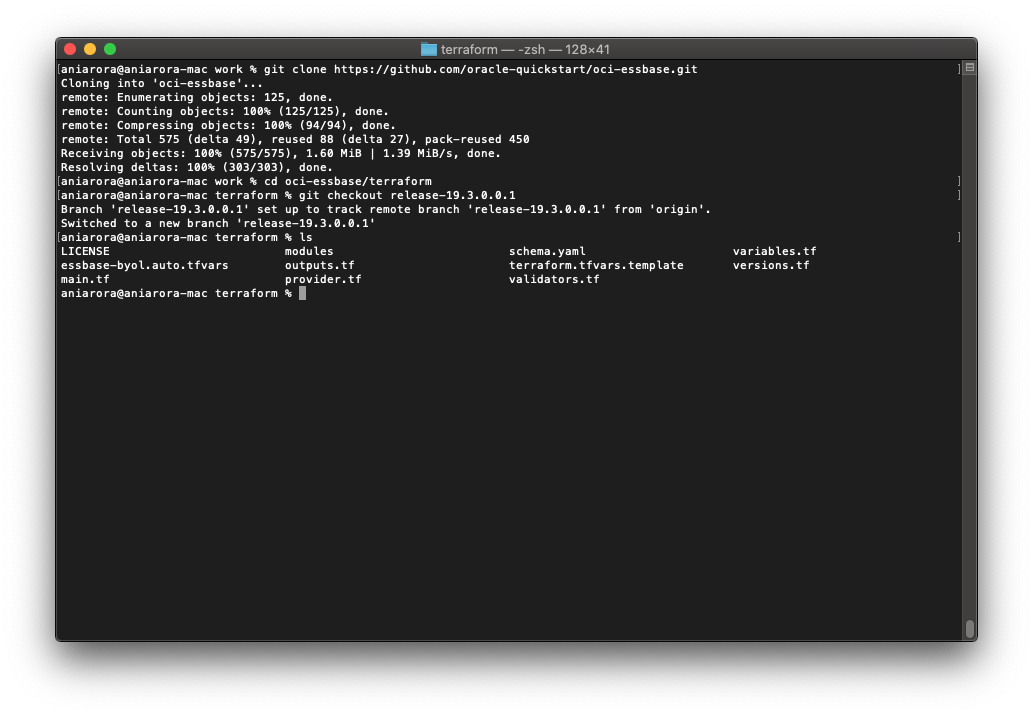 terraform — -zsh — 128×41
[aniarora@aniarora-mac work % git clone https://github.com/oracle-quickstart/oci-essbase.git ]
Cloning into 'oci-essbase'...
remote: Enumerating objects: 125, done.
remote: Counting objects: 100% (125/125), done.
remote: Compressing objects: 100% (94/94), done.
remote: Total 575 (delta 49), reused 88 (delta 27), pack-reused 450
Receiving objects: 100% (575/575), 1.60 MiB | 1.39 MiB/s, done.
Resolving deltas: 100% (303/303), done.
[aniarora@aniarora-mac work % cd oci-essbase/terraform ]
[aniarora@aniarora-mac terraform % git checkout release-19.3.0.0.1 ]
Branch 'release-19.3.0.0.1' set up to track remote branch 'release-19.3.0.0.1' from 'origin'.
Switched to a new branch 'release-19.3.0.0.1'
[aniarora@aniarora-mac terraform % ls ]
LICENSE modules schema.yaml variables.tf
essbase-byol.auto.tfvars outputs.tf terraform.tfvars.template versions.tf
main.tf provider.tf validators.tf
aniarora@aniarora-mac terraform %